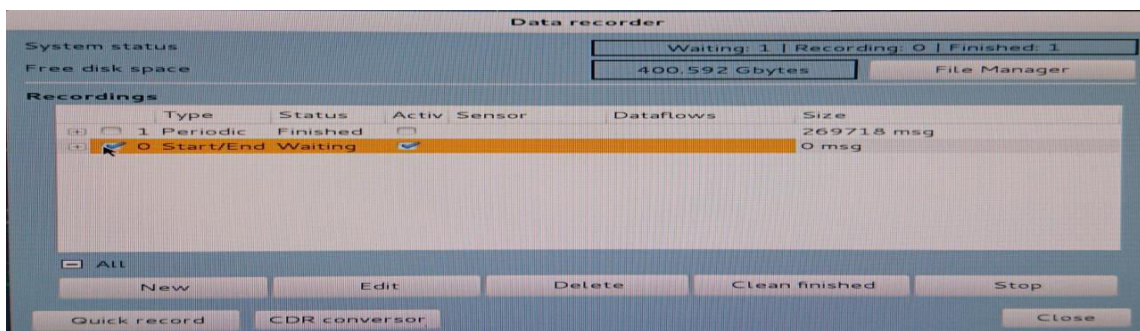 Data recorder
System status Waiting: 1 | Recording: 0 | Finished: 1
Free disk space 400.592 Gbytes File Manager
Recordings
Type Status Activ Sensor Dataflows Size
1 Periodic Finished 269718 msg
0 Start/End Waiting 0 msg
All
New Edit Delete Clean finished Stop
Quick record CDR conversor Close